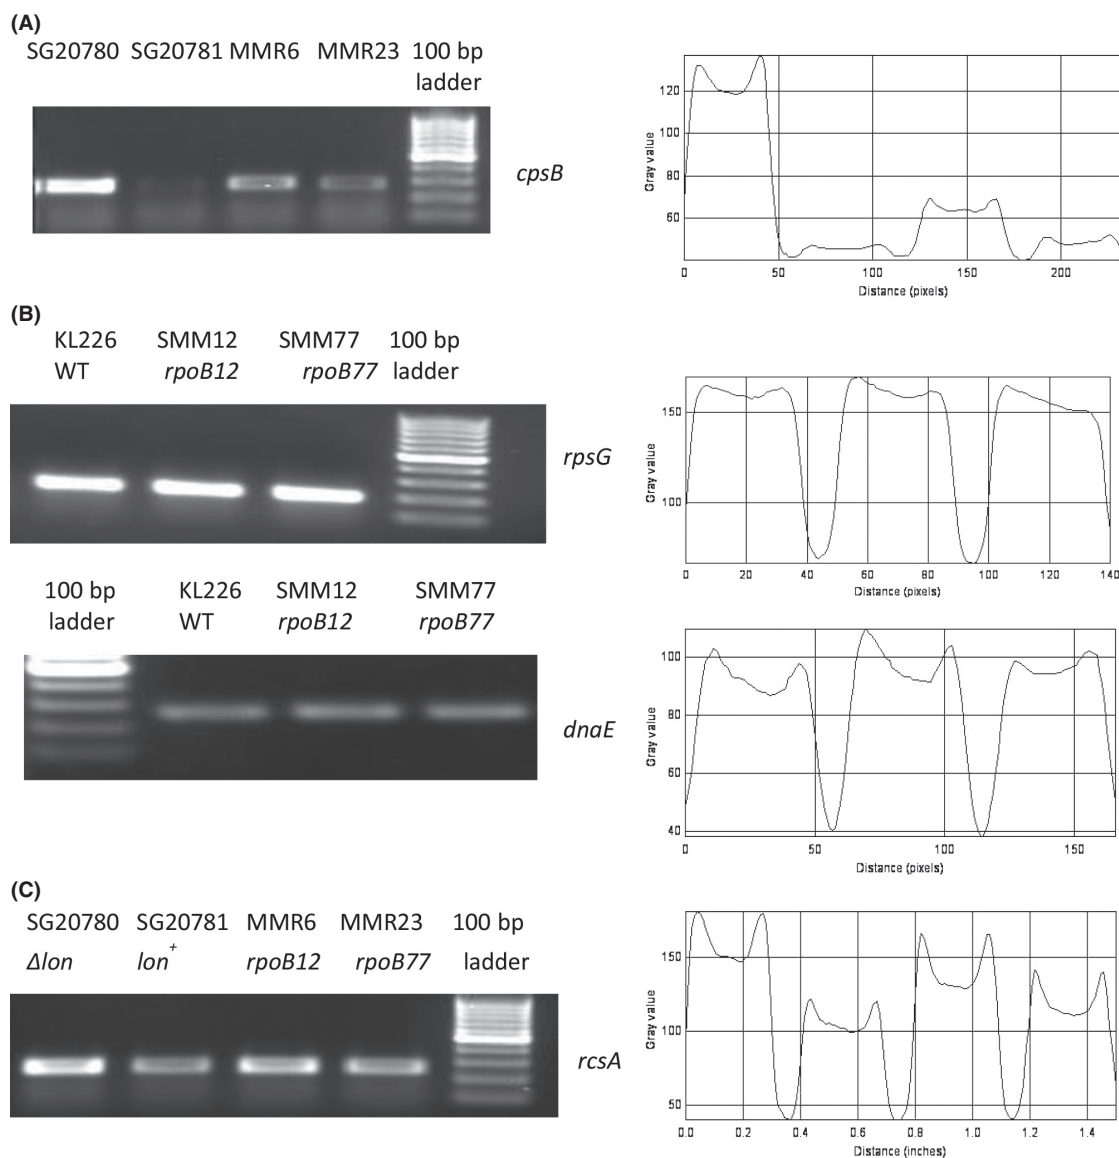 (A)
SG20780 SG20781 MMR6 MMR23 100 bp
ladder
cpsB
120
100
80
60
Gray value
0 50 100 150 200
Distance (pixels)
(B)
KL226 SMM12 SMM77 100 bp
WT rpoB12 rpoB77 ladder
rpsG
150
100
Gray value
0 20 40 60 80 100 120 140
Distance (pixels)
100 bp KL226 SMM12 SMM77
ladder WT rpoB12 rpoB77
dnaE
100
80
60
40
Gray value
0 50 100 150
Distance (pixels)
(C)
SG20780 SG20781 MMR6 MMR23 100 bp
Δlon lon+ rpoB12 rpoB77 ladder
rcsA
150
100
50
Gray value
0.0 0.2 0.4 0.6 0.8 1.0 1.2 1.4
Distance (inches)